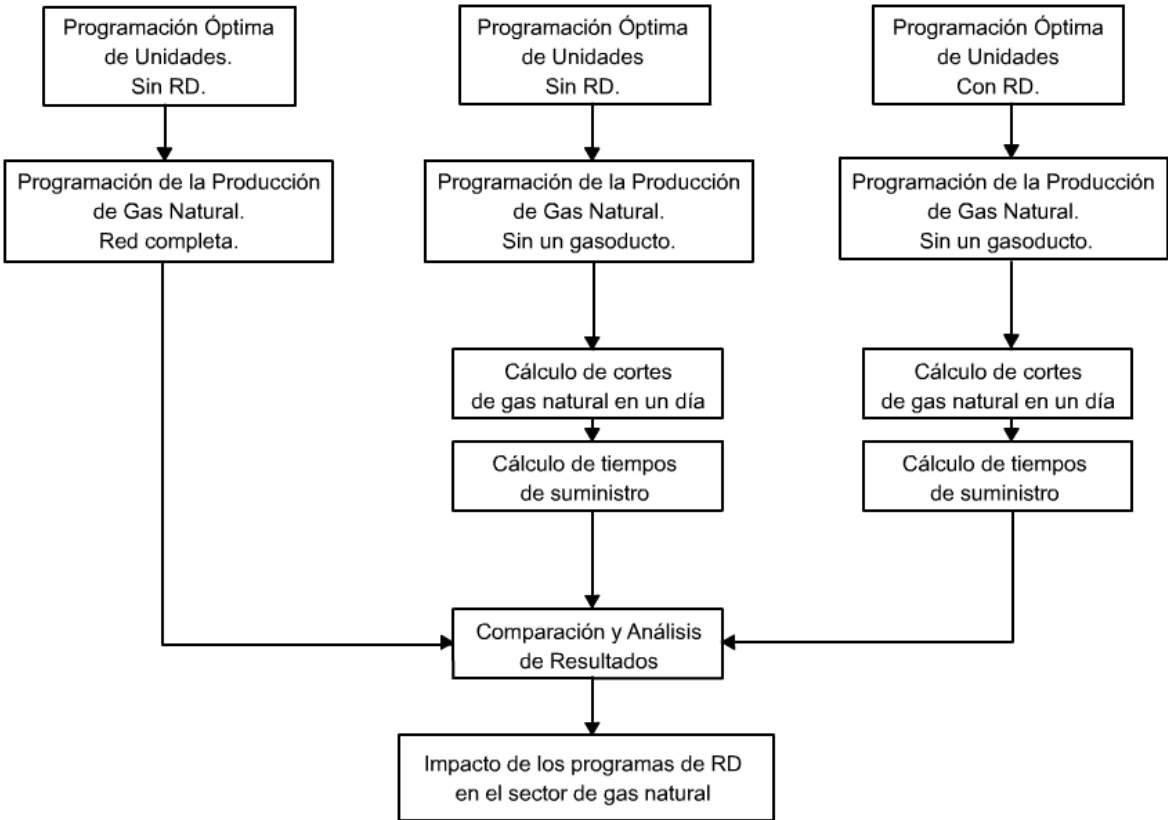 Programación Óptima
de Unidades.
Sin RD.
Programación Óptima
de Unidades
Sin RD.
Programación Óptima
de Unidades
Con RD.
Programación de la Producción
de Gas Natural.
Red completa.
Programación de la Producción
de Gas Natural.
Sin un gasoducto.
Programación de la Producción
de Gas Natural.
Sin un gasoducto.
Cálculo de cortes
de gas natural en un día
Cálculo de cortes
de gas natural en un día
Cálculo de tiempos
de suministro
Cálculo de tiempos
de suministro
Comparación y Análisis
de Resultados
Impacto de los programas de RD
en el sector de gas natural